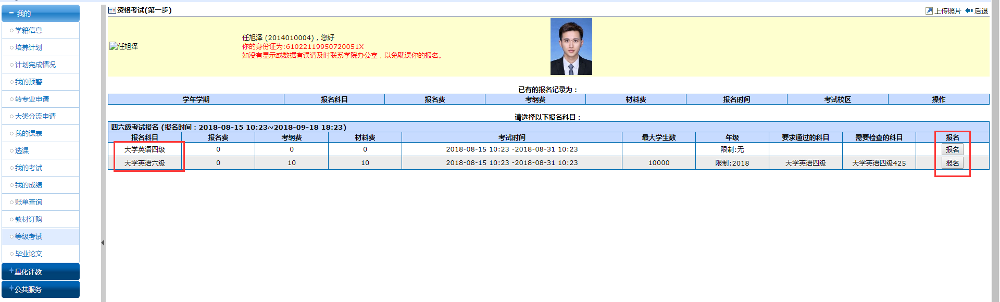 我的
学籍信息
培养计划
计划完成情况
我的预警
转专业申请
大类分流申请
我的课表
选课
我的考试
我的成绩
账单查询
教材订购
等级考试
毕业论文
量化评教
公共服务
资格考试(第一步)
上传照片 后退
任旭泽
任旭泽 (2014010004)，您好
你的身份证为:61022119950720051X
如没有显示或数据有误请及时联系学院办公室，以免耽误你的报名。
已有的报名记录为：
学年学期 报名科目 报名费 考纲费 材料费 报名时间 考试校区 操作
请选择以下报名科目：
四六级考试报名 (报名时间：2018-08-15 10:23~2018-09-18 18:23)
报名科目 报名费 考纲费 材料费 考试时间 最大学生数 年级 要求通过的科目 需要检查的科目 报名
大学英语四级 0 0 0 2018-08-15 10:23 -2018-08-31 10:23 限制:无 报名
大学英语六级 0 10 10 2018-08-15 10:23 -2018-08-31 10:23 10000 限制:2018 大学英语四级 大学英语四级425 报名